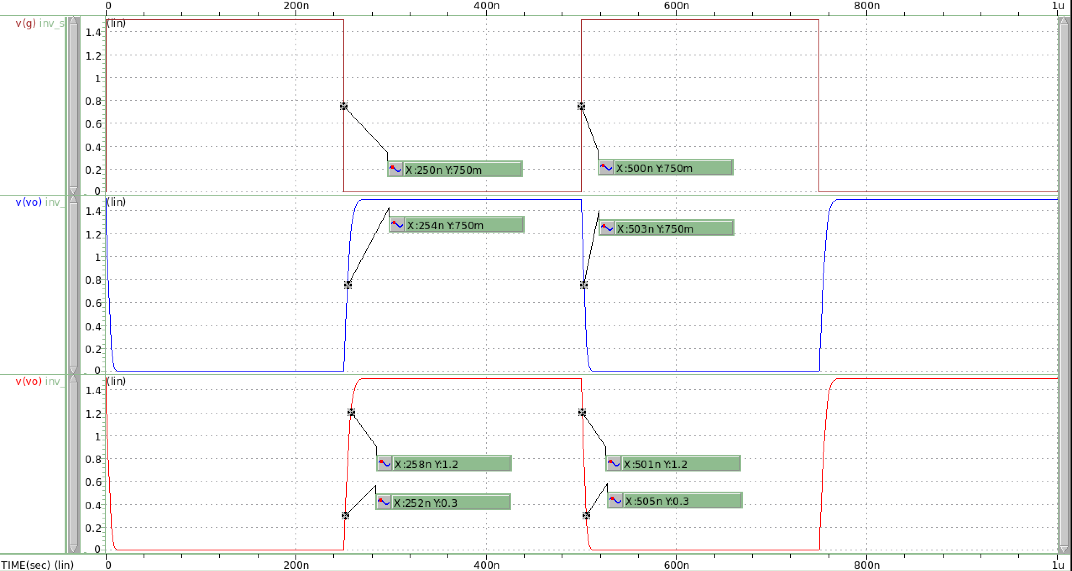 0 200n 400n 600n 800n 1u
v(g) inv_s
(lin)
1.4
1.2
1
0.8
0.6
0.4
0.2
0
X:250n Y:750m
X:500n Y:750m
v(vo) inv_
(lin)
1.4
1.2
1
0.8
0.6
0.4
0.2
0
X:254n Y:750m
X:503n Y:750m
v(vo) inv_
(lin)
1.4
1.2
1
0.8
0.6
0.4
0.2
0
X:258n Y:1.2
X:501n Y:1.2
X:252n Y:0.3
X:505n Y:0.3
TIME(sec) (lin) 0 200n 400n 600n 800n 1u